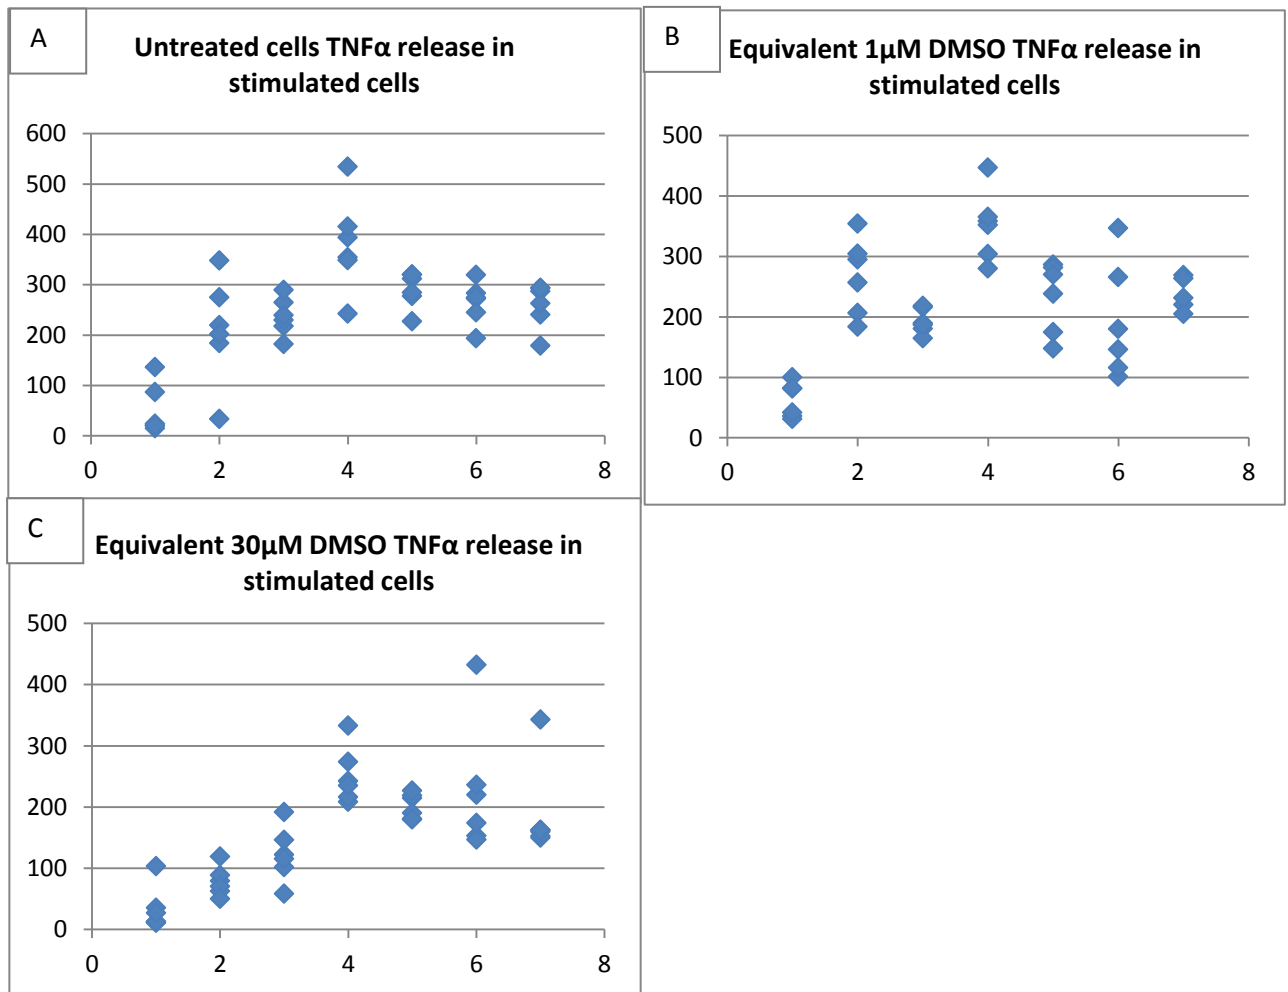 A
Untreated cells TNFα release in
stimulated cells
600
500
400
300
200
100
0
0 2 4 6 8
B
Equivalent 1µM DMSO TNFα release in
stimulated cells
500
400
300
200
100
0
0 2 4 6 8
C
Equivalent 30µM DMSO TNFα release in
stimulated cells
500
400
300
200
100
0
0 2 4 6 8